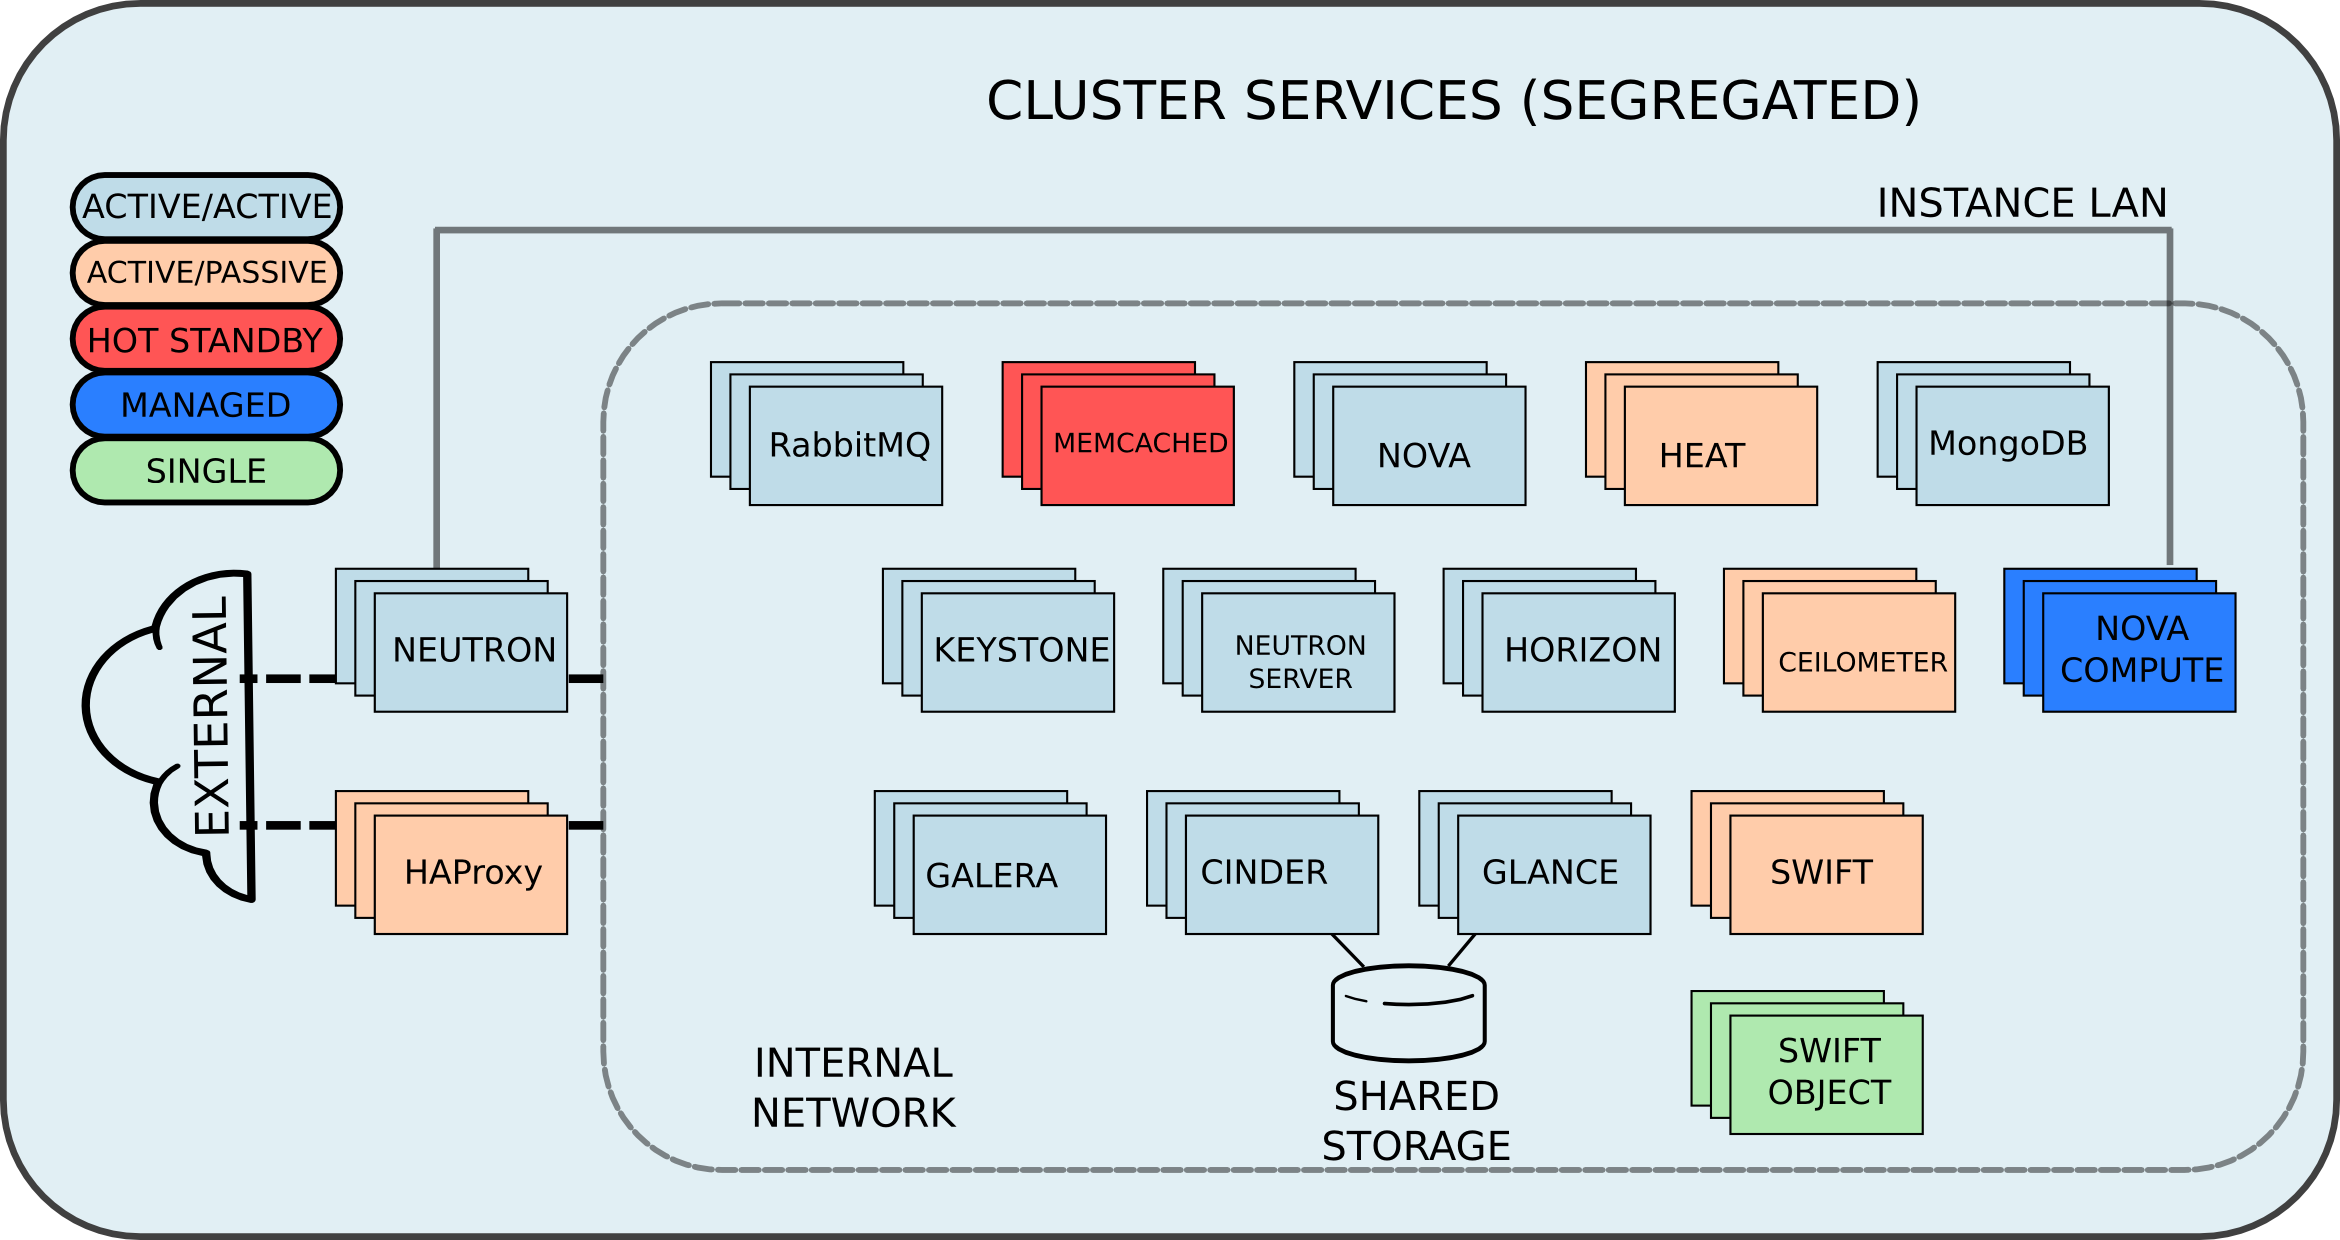 CLUSTER SERVICES (SEGREGATED)
INSTANCE LAN
ACTIVE/ACTIVE
ACTIVE/PASSIVE
HOT STANDBY
MANAGED
SINGLE
RabbitMQ
MEMCACHED
NOVA
HEAT
MongoDB
EXTERNAL
NEUTRON
KEYSTONE
NEUTRON
SERVER
HORIZON
CEILOMETER
NOVA
COMPUTE
HAProxy
GALERA
CINDER
GLANCE
SWIFT
INTERNAL
NETWORK
SHARED
STORAGE
SWIFT
OBJECT